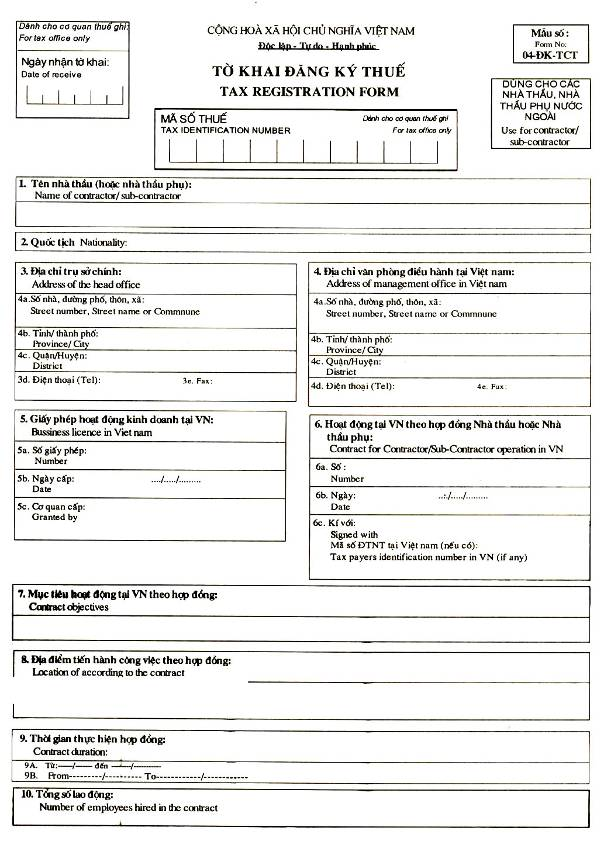 Dành cho cơ quan thuế ghi:
For tax office only
Ngày nhận tờ khai:
Date of receive
CỘNG HOÀ XÃ HỘI CHỦ NGHĨA VIỆT NAM
Độc lập - Tự do - Hạnh phúc
TỜ KHAI ĐĂNG KÝ THUẾ
TAX REGISTRATION FORM
Mẫu số :
Form No:
04-ĐK-TCT
DÙNG CHO CÁC
NHÀ THẦU, NHÀ
THẦU PHỤ NƯỚC
NGOÀI
Use for contractor/
sub-contractor
MÃ SỐ THUẾ Dành cho cơ quan thuế ghi
TAX IDENTIFICATION NUMBER For tax office only
1. Tên nhà thầu (hoặc nhà thầu phụ):
Name of contractor/ sub-contractor
2. Quốc tịch Nationality:
3. Địa chỉ trụ sở chính:
Address of the head office
4a.Số nhà, đường phố, thôn, xã:
Street number, Street name or Commnune
4b. Tỉnh/ thành phố:
Province/ City
4c. Quận/Huyện:
District
3d. Điện thoại (Tel): 3e. Fax:
4. Địa chỉ văn phòng điều hành tại Việt nam:
Address of management office in Việt nam
4a.Số nhà, đường phố, thôn, xã:
Street number, Street name or Commnune
4b. Tỉnh/ thành phố:
Province/ City
4c. Quận/Huyện:
District
4d. Điện thoại (Tel): 4e. Fax:
5. Giấy phép hoạt động kinh doanh tại VN:
Bussiness licence in Viet nam
5a. Số giấy phép:
Number
5b. Ngày cấp: ..../...../.........
Date
5c. Cơ quan cấp:
Granted by
6. Hoạt động tại VN theo hợp đồng Nhà thầu hoặc Nhà
thầu phụ:
Contract for Contractor/Sub-Contractor operation in VN
6a. Số :
Number
6b. Ngày: ..:/...../.........
Date
6c. Kí với:
Signed with
Mã số ĐTNT tại Việt nam (nếu có):
Tax payers identification number in VN (if any)
7. Mục tiêu hoạt động tại VN theo hợp đồng:
Contract objectives
8. Địa điểm tiến hành công việc theo hợp đồng:
Location of according to the contract
9. Thời gian thực hiện hợp đồng:
Contract duration:
9A. Từ:-----/------ đến ------/----------
9B. From---------/---------- To------------/------------
10. Tổng số lao động:
Number of employees hired in the contract